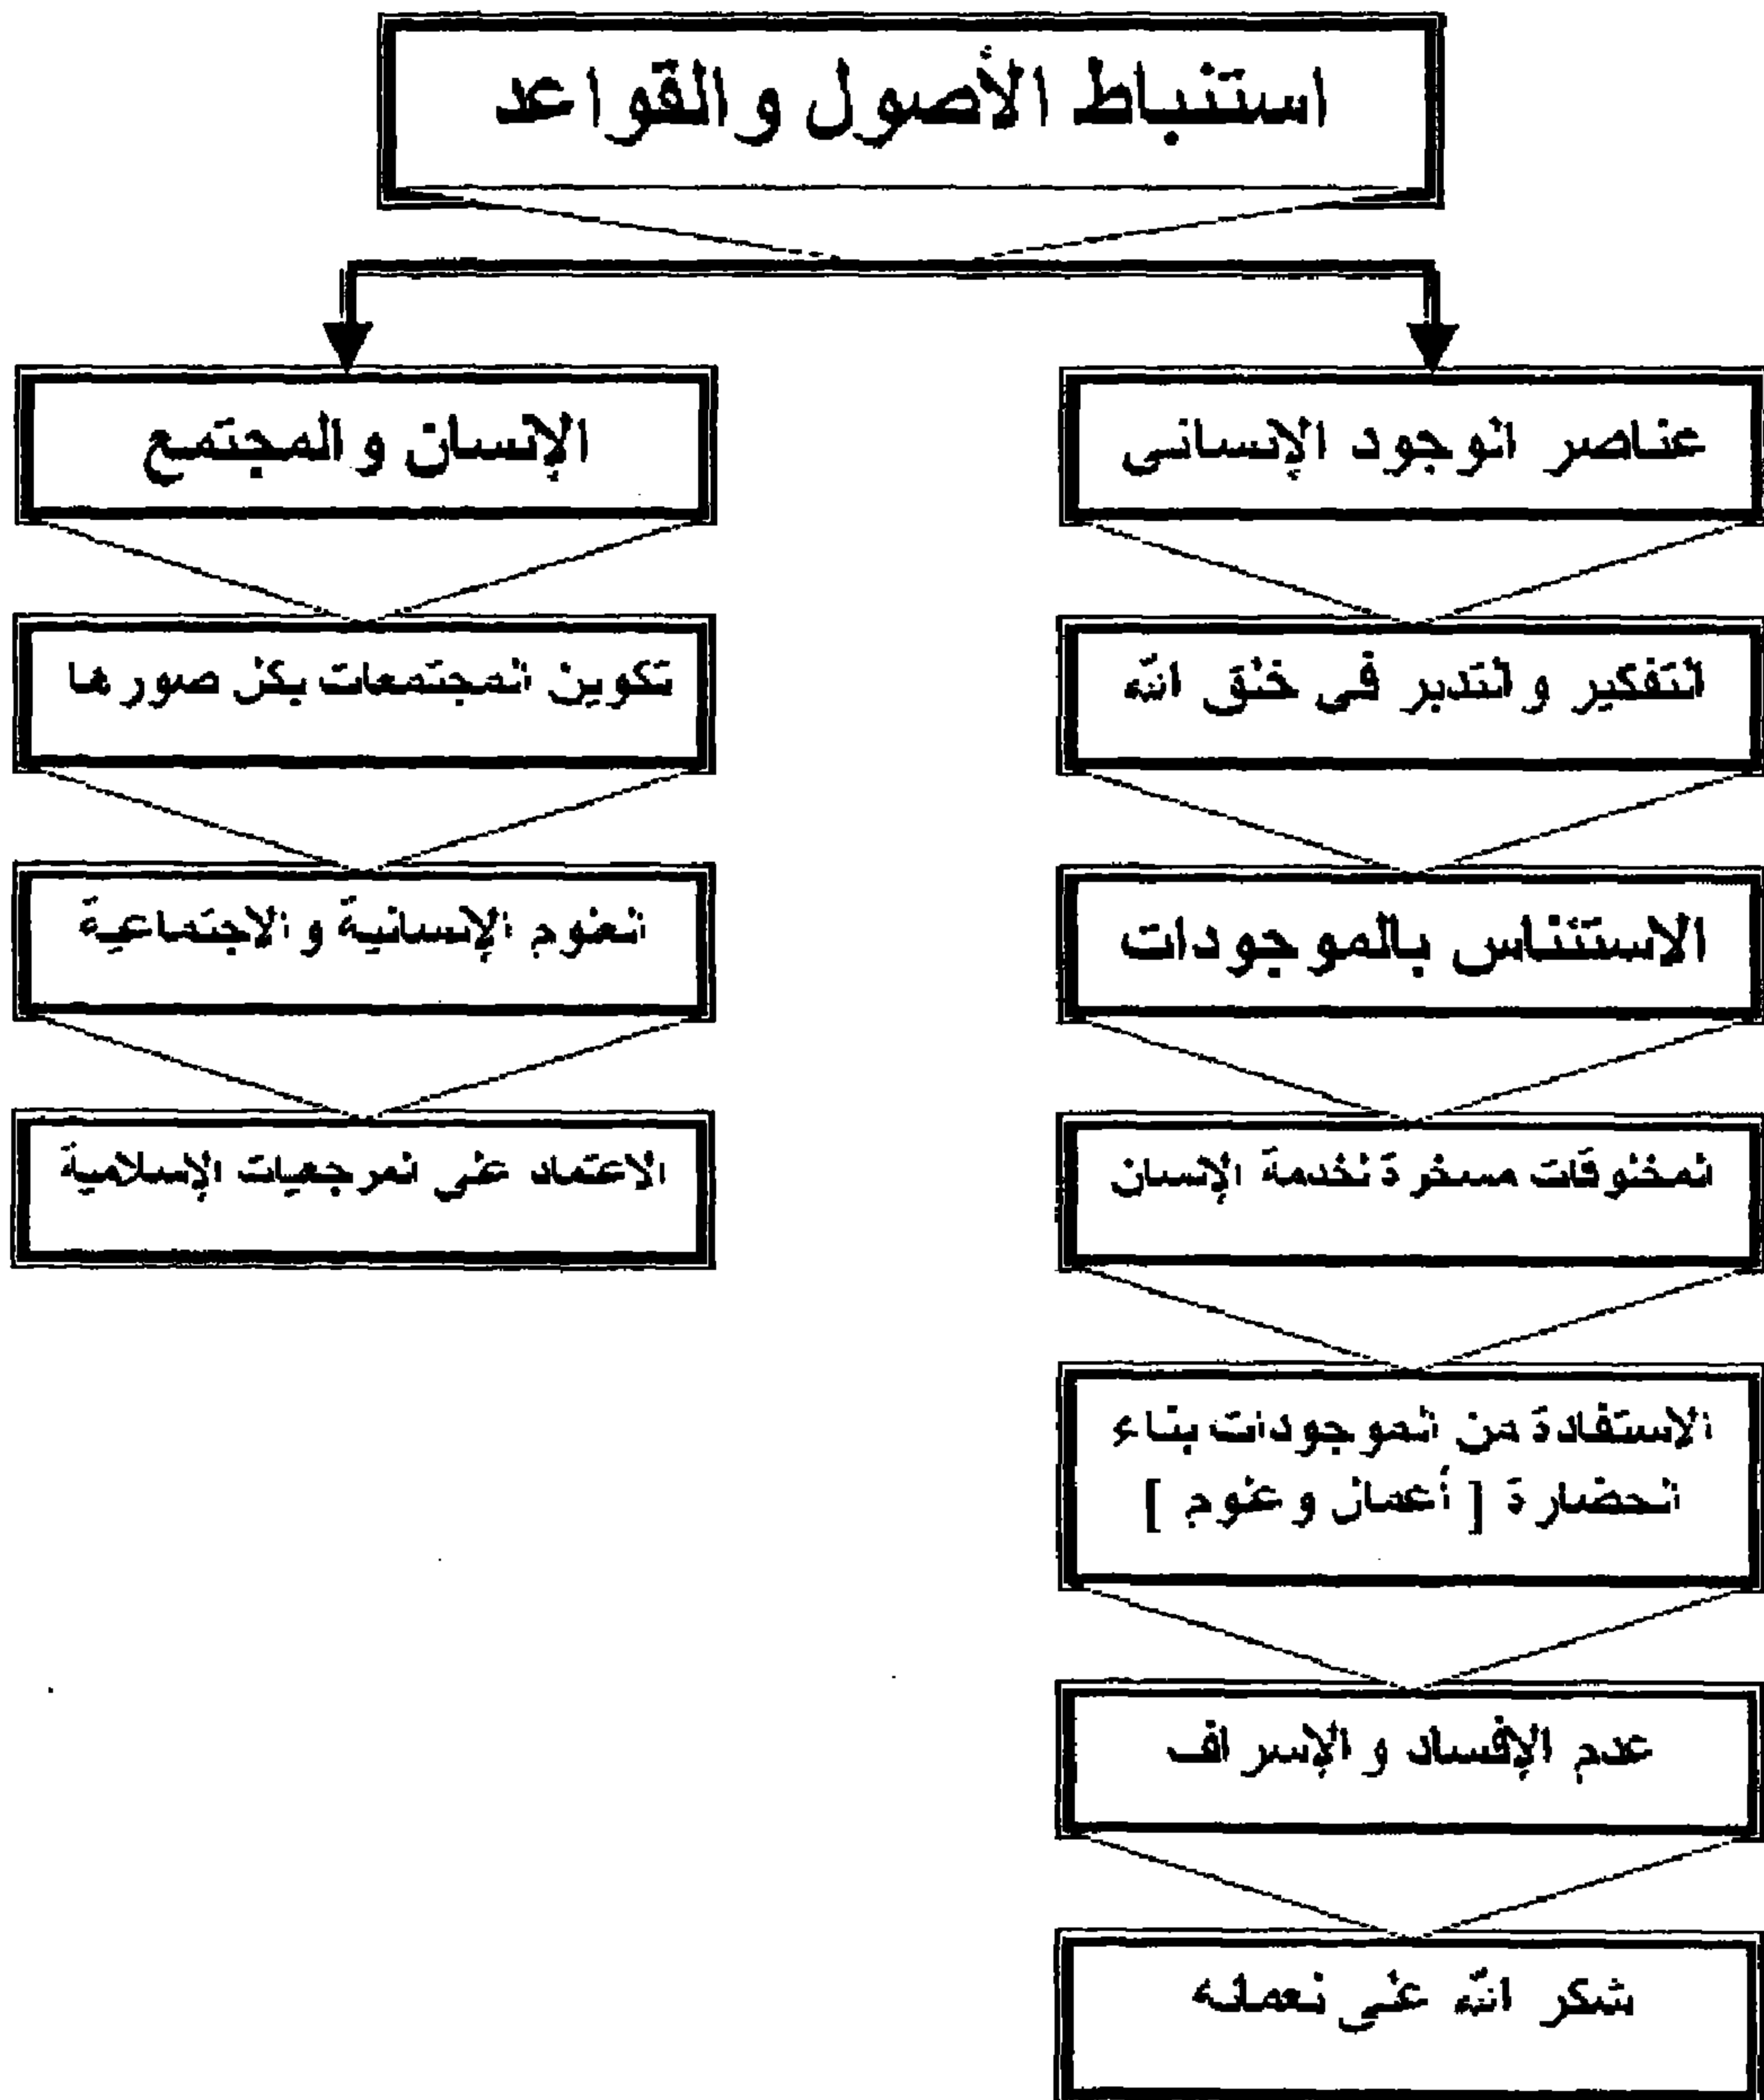 استنباط الأصول والقواعد
عناصر الوجود الإنسانى
الإنسان والمجتمع
التفكير والتدبر فى خلق الله
تكوين المجتمعات بكل صورها
الاستئناس بالموجودات
العلوم الإنسانية والاجتماعية
المخلوقات مسخرة لخدمة الإنسان
الاعتماد على المرجعيات الإسلامية
الاستفادة من الموجودات بناء
الحضارة [ أعمال وعلوم ]
عدم الإفساد والإسراف
شكر الله على نعمائه